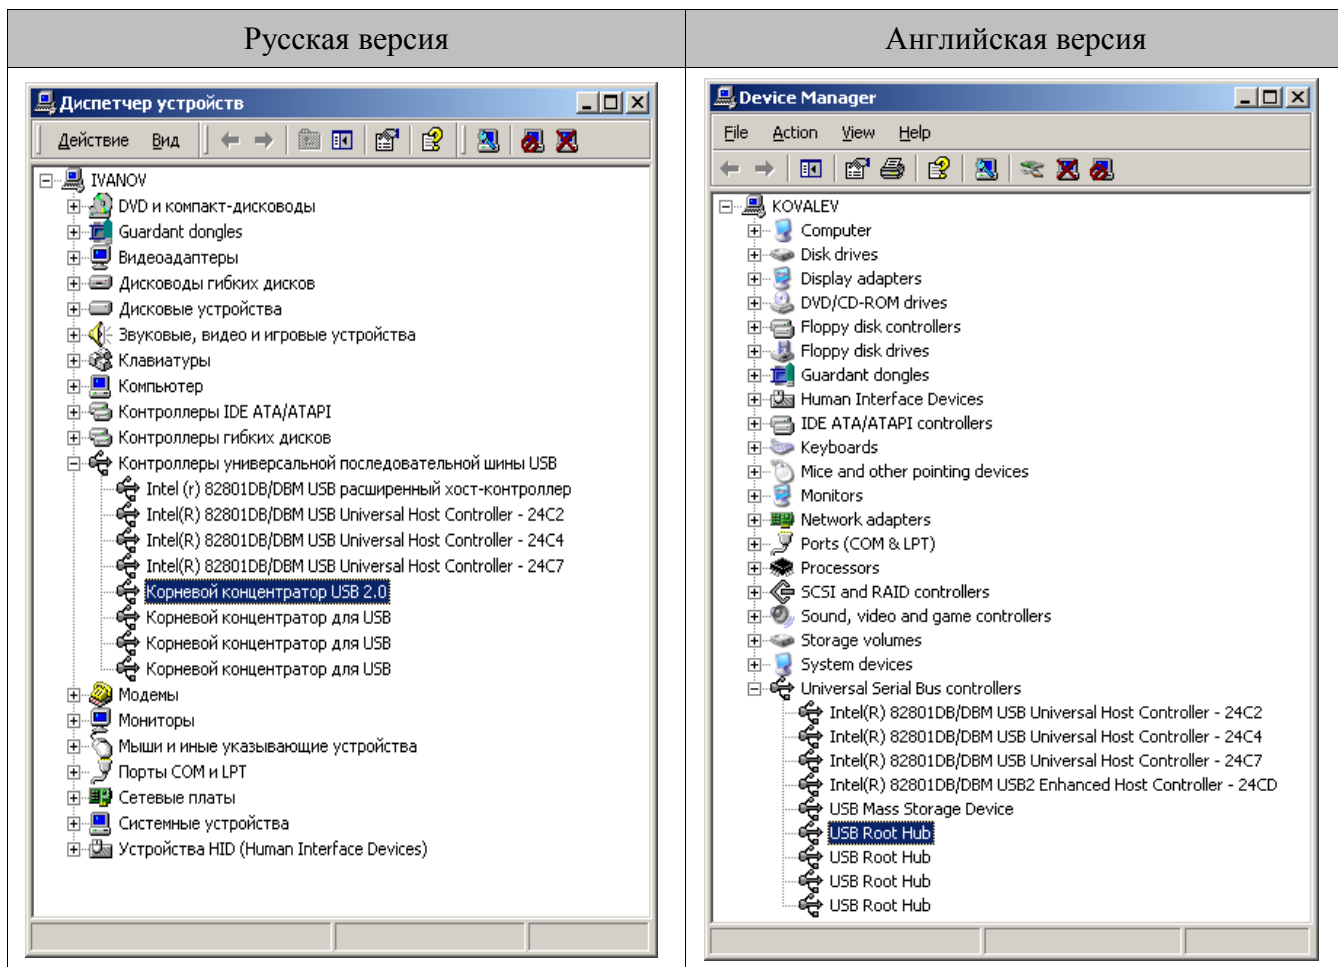 Русская версия
Английская версия
Диспетчер устройств
Действие Вид
IVANOV
DVD и компакт-дисководы
Guardant dongles
Видеоадаптеры
Дисководы гибких дисков
Дисковые устройства
Звуковые, видео и игровые устройства
Клавиатуры
Компьютер
Контроллеры IDE ATA/ATAPI
Контроллеры гибких дисков
Контроллеры универсальной последовательной шины USB
Intel (r) 82801DB/DBM USB расширенный хост-контроллер
Intel(R) 82801DB/DBM USB Universal Host Controller - 24C2
Intel(R) 82801DB/DBM USB Universal Host Controller - 24C4
Intel(R) 82801DB/DBM USB Universal Host Controller - 24C7
Корневой концентратор USB 2.0
Корневой концентратор для USB
Корневой концентратор для USB
Корневой концентратор для USB
Модемы
Мониторы
Мыши и иные указывающие устройства
Порты COM и LPT
Сетевые платы
Системные устройства
Устройства HID (Human Interface Devices)
Device Manager
File Action View Help
KOVALEV
Computer
Disk drives
Display adapters
DVD/CD-ROM drives
Floppy disk controllers
Floppy disk drives
Guardant dongles
Human Interface Devices
IDE ATA/ATAPI controllers
Keyboards
Mice and other pointing devices
Monitors
Network adapters
Ports (COM & LPT)
Processors
SCSI and RAID controllers
Sound, video and game controllers
Storage volumes
System devices
Universal Serial Bus controllers
Intel(R) 82801DB/DBM USB Universal Host Controller - 24C2
Intel(R) 82801DB/DBM USB Universal Host Controller - 24C4
Intel(R) 82801DB/DBM USB Universal Host Controller - 24C7
Intel(R) 82801DB/DBM USB2 Enhanced Host Controller - 24CD
USB Mass Storage Device
USB Root Hub
USB Root Hub
USB Root Hub
USB Root Hub